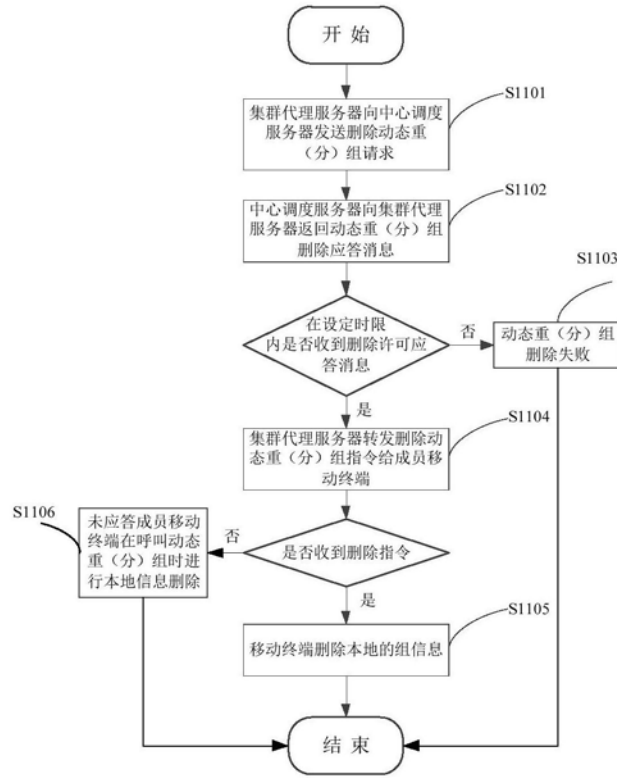 开 始
S1101
集群代理服务器向中心调度
服务器发送删除动态重
（分）组请求
S1102
中心调度服务器向集群代理
服务器返回动态重（分）组
删除应答消息
S1103
在设定时限
内是否收到删除许可应
答消息
否
动态重（分）组
删除失败
是
S1104
集群代理服务器转发删除动
态重（分）组指令给成员移动
终端
S1106
未应答成员移动
终端在呼叫动态
重（分）组时进
行本地信息删除
否
是否收到删除指令
是
S1105
移动终端删除本地的组信息
结 束